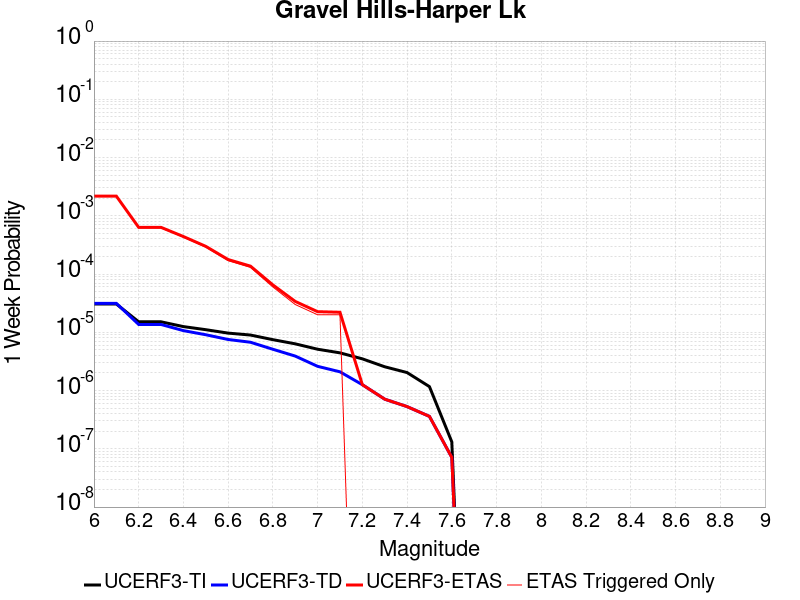 Gravel Hills-Harper Lk
10^0
10^-1
10^-2
10^-3
10^-4
10^-5
10^-6
10^-7
10^-8
1 Week Probability
6 6.2 6.4 6.6 6.8 7 7.2 7.4 7.6 7.8 8 8.2 8.4 8.6 8.8 9
Magnitude
UCERF3-TI UCERF3-TD UCERF3-ETAS ETAS Triggered Only